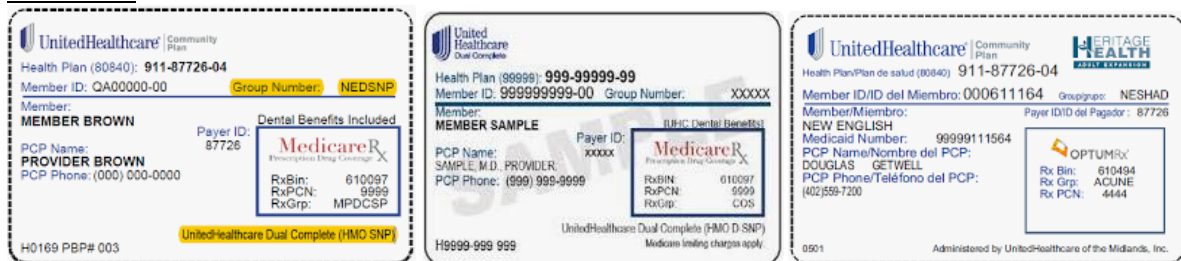 UnitedHealthcare Community Plan
Health Plan (80840): 911-87726-04
Member ID: QA00000-00 Group Number: NEDSNP
Member:
MEMBER BROWN
Dental Benefits Included
Payer ID:
87726
PCP Name:
PROVIDER BROWN
PCP Phone: (000) 000-0000
MedicareRx
Prescription Drug Coverage
RxBin: 610097
RxPCN: 9999
RxGrp: MPDCSP
UnitedHealthcare Dual Complete (HMO SNP)
H0169 PBP# 003
United
Healthcare
Dual Complete
Health Plan (99999): 999-99999-99
Member ID: 999999999-00 Group Number: XXXXX
Member:
MEMBER SAMPLE
[UHC Dental Benefits]
Payer ID:
xxxxx
PCP Name:
SAMPLE, M.D., PROVIDER.
PCP Phone: (999) 999-9999
SAMPLE
MedicareRx
Prescription Drug Coverage
RxBIN: 610097
RxPCN: 9999
RxGrp: COS
UnitedHealthcare Dual Complete (HMO D-SNP)
H9999-999 999
Medicare limiting charges apply.
UnitedHealthcare Community Plan
HERITAGE
HEALTH
ADULT EXPANSION
Health Plan/Plan de salud (80840) 911-87726-04
Member ID/ID del Miembro: 000611164 Group/grupo: NESHAD
Member/Miembro:
Payer ID/ID del Pagador: 87726
NEW ENGLISH
Medicaid Number: 99999111564
PCP Name/Nombre del PCP:
DOUGLAS GETWELL
PCP Phone/Teléfono del PCP:
(402)559-7200
OPTUMRx
Rx Bin: 610494
Rx Grp: ACUNE
Rx PCN: 4444
0501
Administered by UnitedHealthcare of the Midlands, Inc.